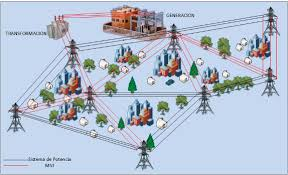 GENERACION
TRANSFORMACION
Sistema de Potencia
MST